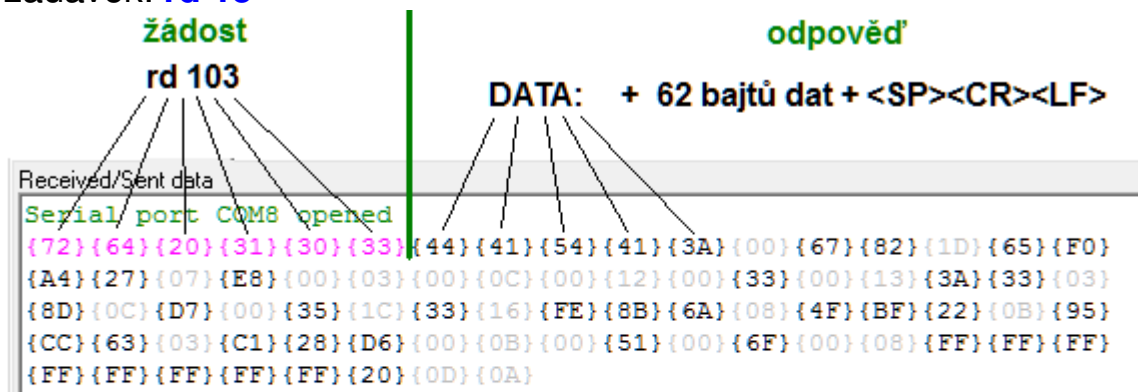 žádost
odpověď
rd 103
DATA: + 62 bajtů dat + <SP><CR><LF>
Received/Sent data
Serial port COM8 opened
{72}{64}{20}{31}{30}{33}{44}{41}{54}{41}{3A}{00}{67}{82}{1D}{65}{F0}
{A4}{27}{07}{E8}{00}{03}{00}{0C}{00}{12}{00}{33}{00}{13}{3A}{33}{03}
{8D}{0C}{D7}{00}{35}{1C}{33}{16}{FE}{8B}{6A}{08}{4F}{BF}{22}{0B}{95}
{CC}{63}{03}{C1}{28}{D6}{00}{0B}{00}{51}{00}{6F}{00}{08}{FF}{FF}{FF}
{FF}{FF}{FF}{FF}{FF}{20}{0D}{0A}